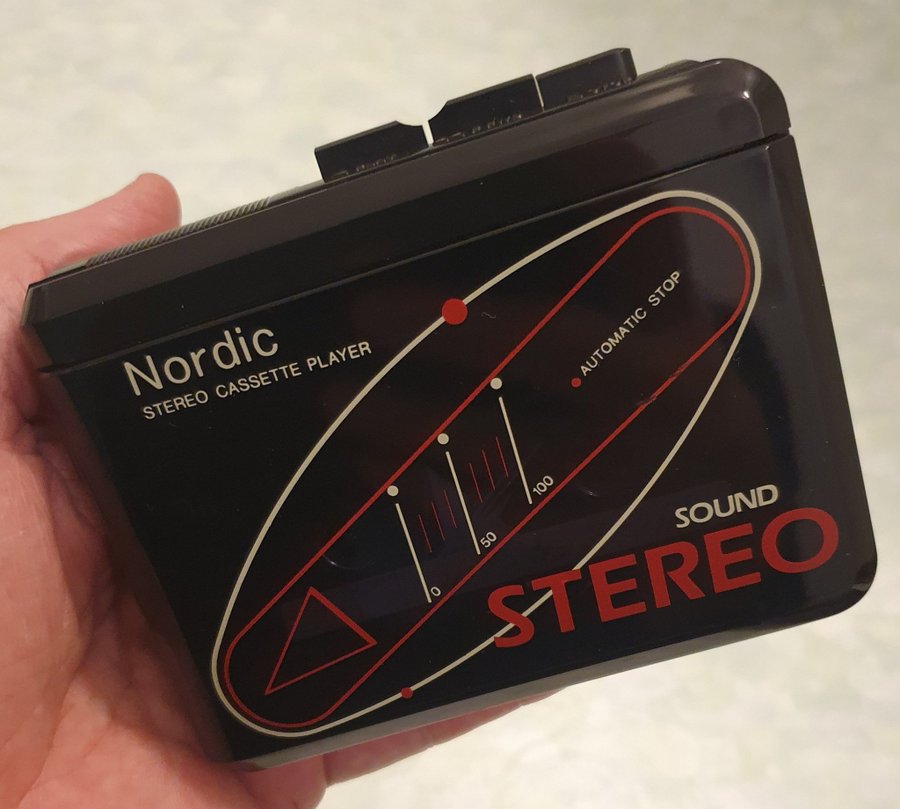 Nordic
STEREO CASSETTE PLAYER
AUTOMATIC STOP
0
50
100
SOUND
STEREO